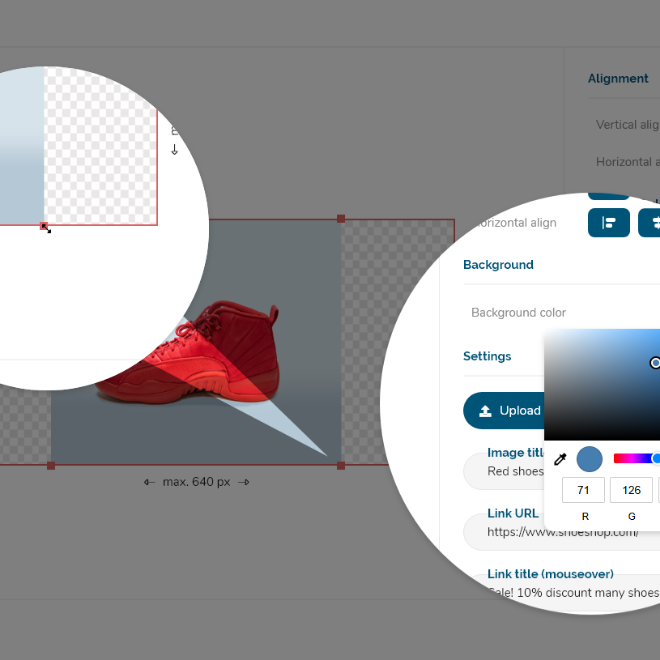 Alignment
Vertical alig
Horizontal a
Horizontal align
Background
Background color
Settings
Upload
Image titl
Red shoes
71
126
R
G
Link URL
https://www.shoeshop.com/
Link title (mouseover)
Sale! 10% discount many shoes
max. 640 px